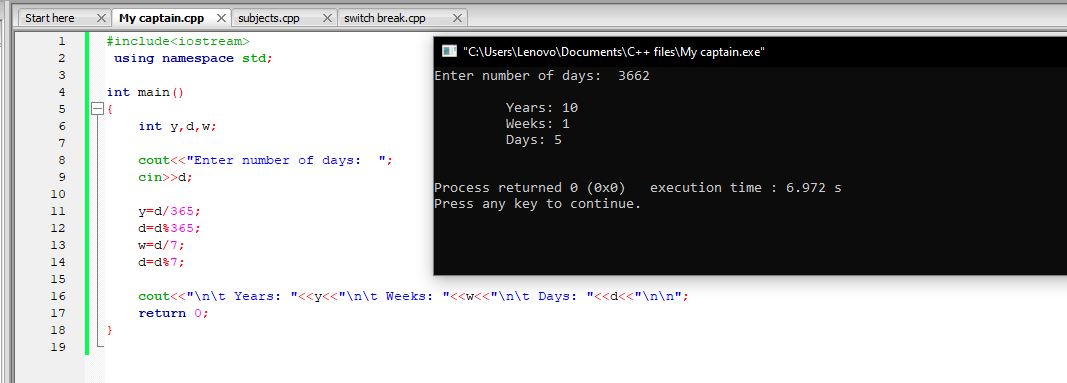 Start here My captain.cpp subjects.cpp switch break.cpp
1 #include<iostream>
2 using namespace std;
3
4 int main()
5 {
6 int y,d,w;
7
8 cout<<"Enter number of days:  ";
9 cin>>d;
10
11 y=d/365;
12 d=d%365;
13 w=d/7;
14 d=d%7;
15
16 cout<<"\n\t Years: "<<y<<"\n\t Weeks: "<<w<<"\n\t Days: "<<d<<"\n\n";
17 return 0;
18 }
19
"C:\Users\Lenovo\Documents\C++ files\My captain.exe"
Enter number of days:  3662
Years: 10
Weeks: 1
Days: 5
Process returned 0 (0x0)   execution time : 6.972 s
Press any key to continue.